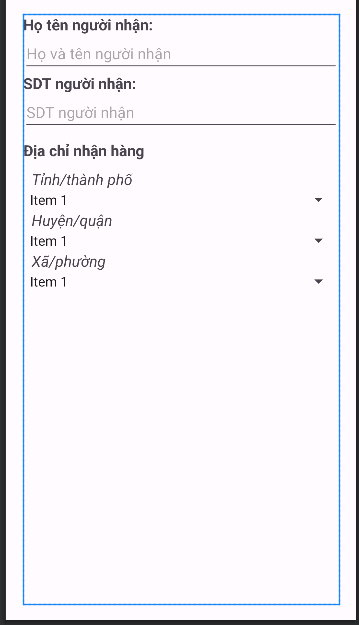 Họ tên người nhận:
Họ và tên người nhận
SDT người nhận:
SDT người nhận
Địa chỉ nhận hàng
Tỉnh/thành phố
Item 1
Huyện/quận
Item 1
Xã/phường
Item 1